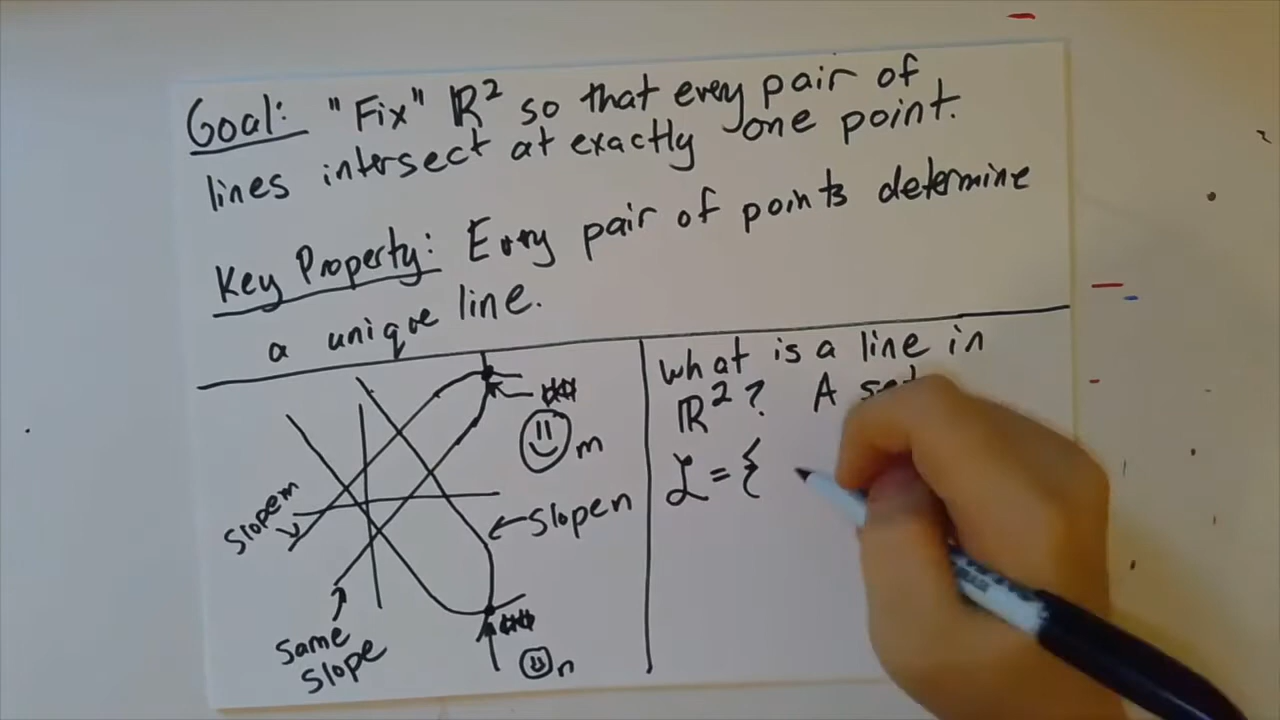 Goal: "Fix" ℝ² so that every pair of
lines intersect at exactly one point.
Key Property: Every pair of points determine
a unique line.
m
slope m
slope n
same
slope
n
What is a line in
ℝ²? A set
L = {